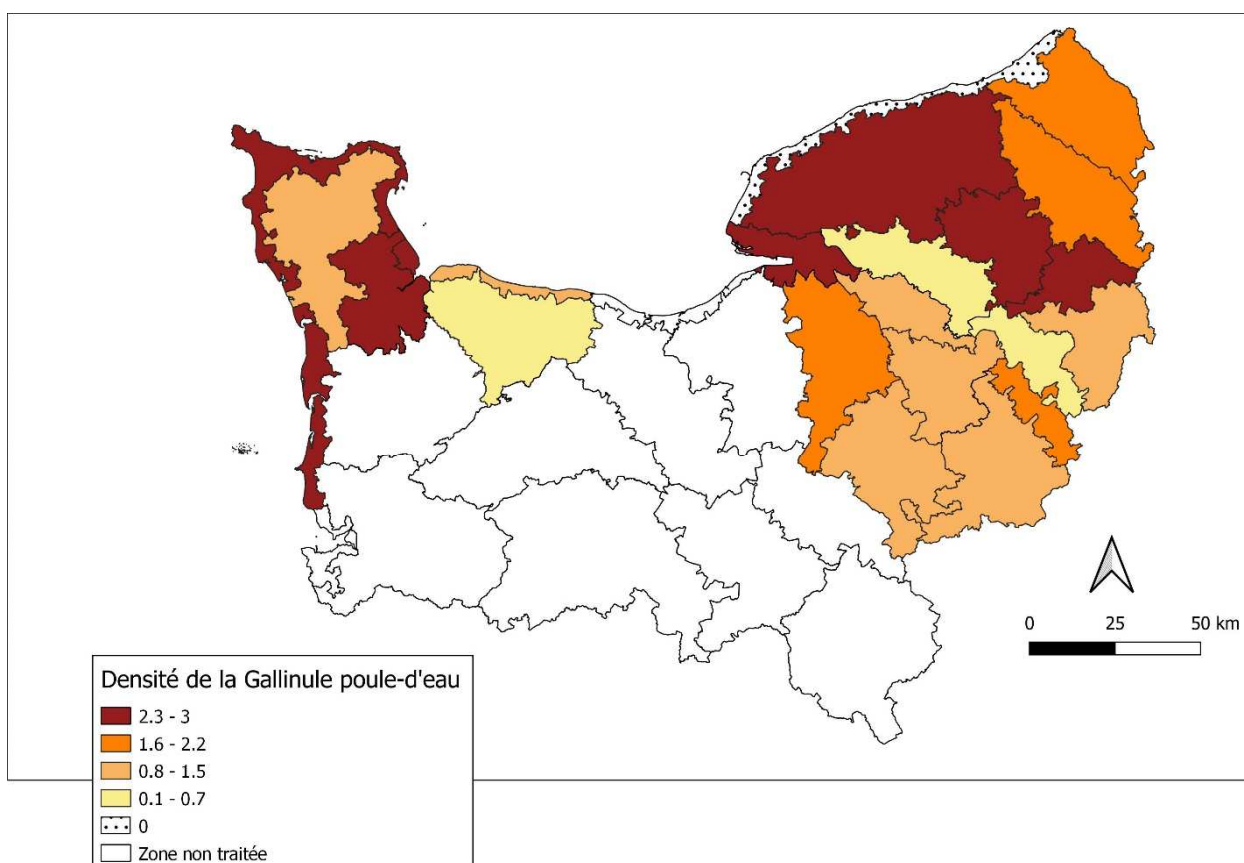 0 25 50 km
Densité de la Gallinule poule-d'eau
2.3 - 3
1.6 - 2.2
0.8 - 1.5
0.1 - 0.7
0
Zone non traitée